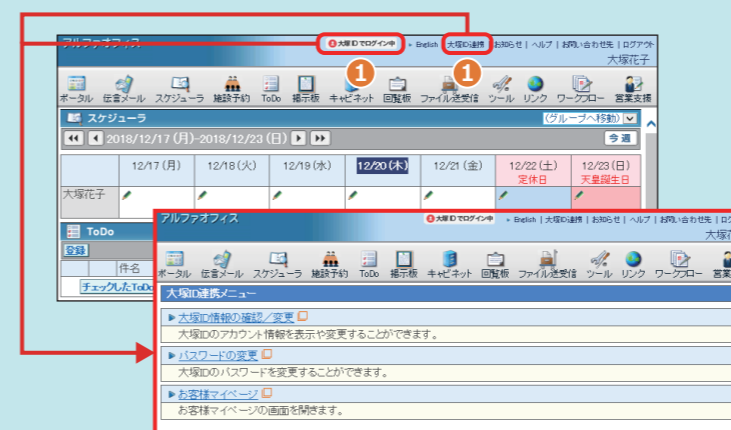 アルファオフィス
大塚IDでログイン中 English 大塚ID連携 | お知らせ | ヘルプ | お問い合わせ先 | ログアウト
大塚花子
1 1
ポータル 伝言メール スケジューラ 施設予約 ToDo 掲示板 キャビネット 回覧板 ファイル送受信 ツール リンク ワークフロー 営業支援
スケジューラ (グループへ移動)
2018/12/17 (月)-2018/12/23 (日) 今週
12/17 (月) 12/18 (火) 12/19 (水) 12/20 (木) 12/21 (金) 12/22 (土) 12/23 (日)
定休日 天皇誕生日
大塚花子
ToDo
登録
件名
チェックしたToDo
アルファオフィス
大塚IDでログイン中 English | 大塚ID連携 | お知らせ | ヘルプ | お問い合わせ先 | ログ
大塚花
ポータル 伝言メール スケジューラ 施設予約 ToDo 掲示板 キャビネット 回覧板 ファイル送受信 ツール リンク ワークフロー 営業
大塚ID連携メニュー
大塚ID情報の確認/変更
大塚IDのアカウント情報を表示や変更することができます。
パスワードの変更
大塚IDのパスワードを変更することができます。
お客様マイページ
お客様マイページの画面を開きます。